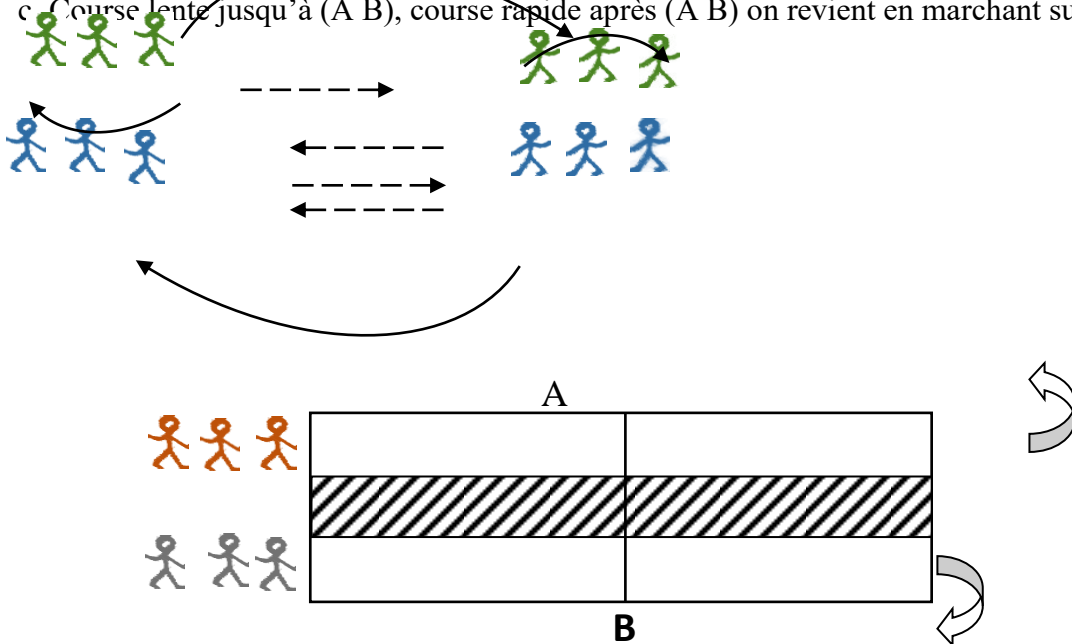 c. Course lente jusqu’à (A B), course rapide après (A B) on revient en marchant su
A
B